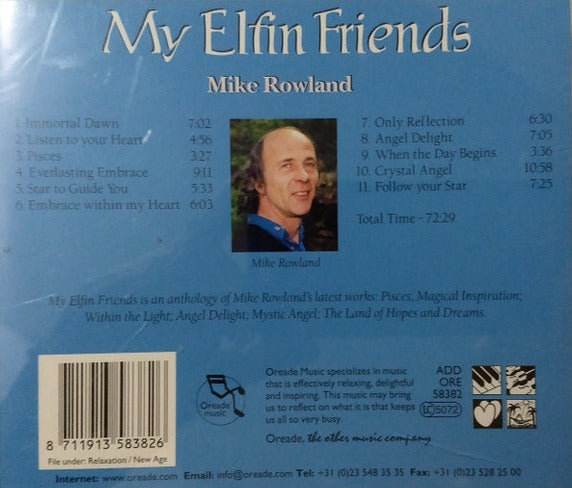 My Elfin Friends
Mike Rowland
1. Immortal Dawn 7:02
2. Listen to your Heart 4:56
3. Pisces 3:27
4. Everlasting Embrace 9:11
5. Star to Guide You 5:33
6. Embrace within my Heart 6:03
7. Only Reflection 6:30
8. Angel Delight 7:05
9. When the Day Begins 3:36
10. Crystal Angel 10:58
11. Follow your Star 7:25
Total Time - 72:29
Mike Rowland
My Elfin Friends is an anthology of Mike Rowland's latest works: Pisces; Magical Inspiration;
Within the Light; Angel Delight; Mystic Angel; The Land of Hopes and Dreams.
8 711913 583826
File under: Relaxation / New Age
Oreade
music
Oreade Music specializes in music
that is effectively relaxing, delightful
and inspiring. This music may bring
us to reflect on what it is that keeps
us all so very busy.
Oreade, the other music company
ADD
ORE
58382
LC 5072
Internet: www.oreade.com Email: info@oreade.com Tel: +31 (0)23 548 35 35 Fax: +31 (0)23 528 25 00